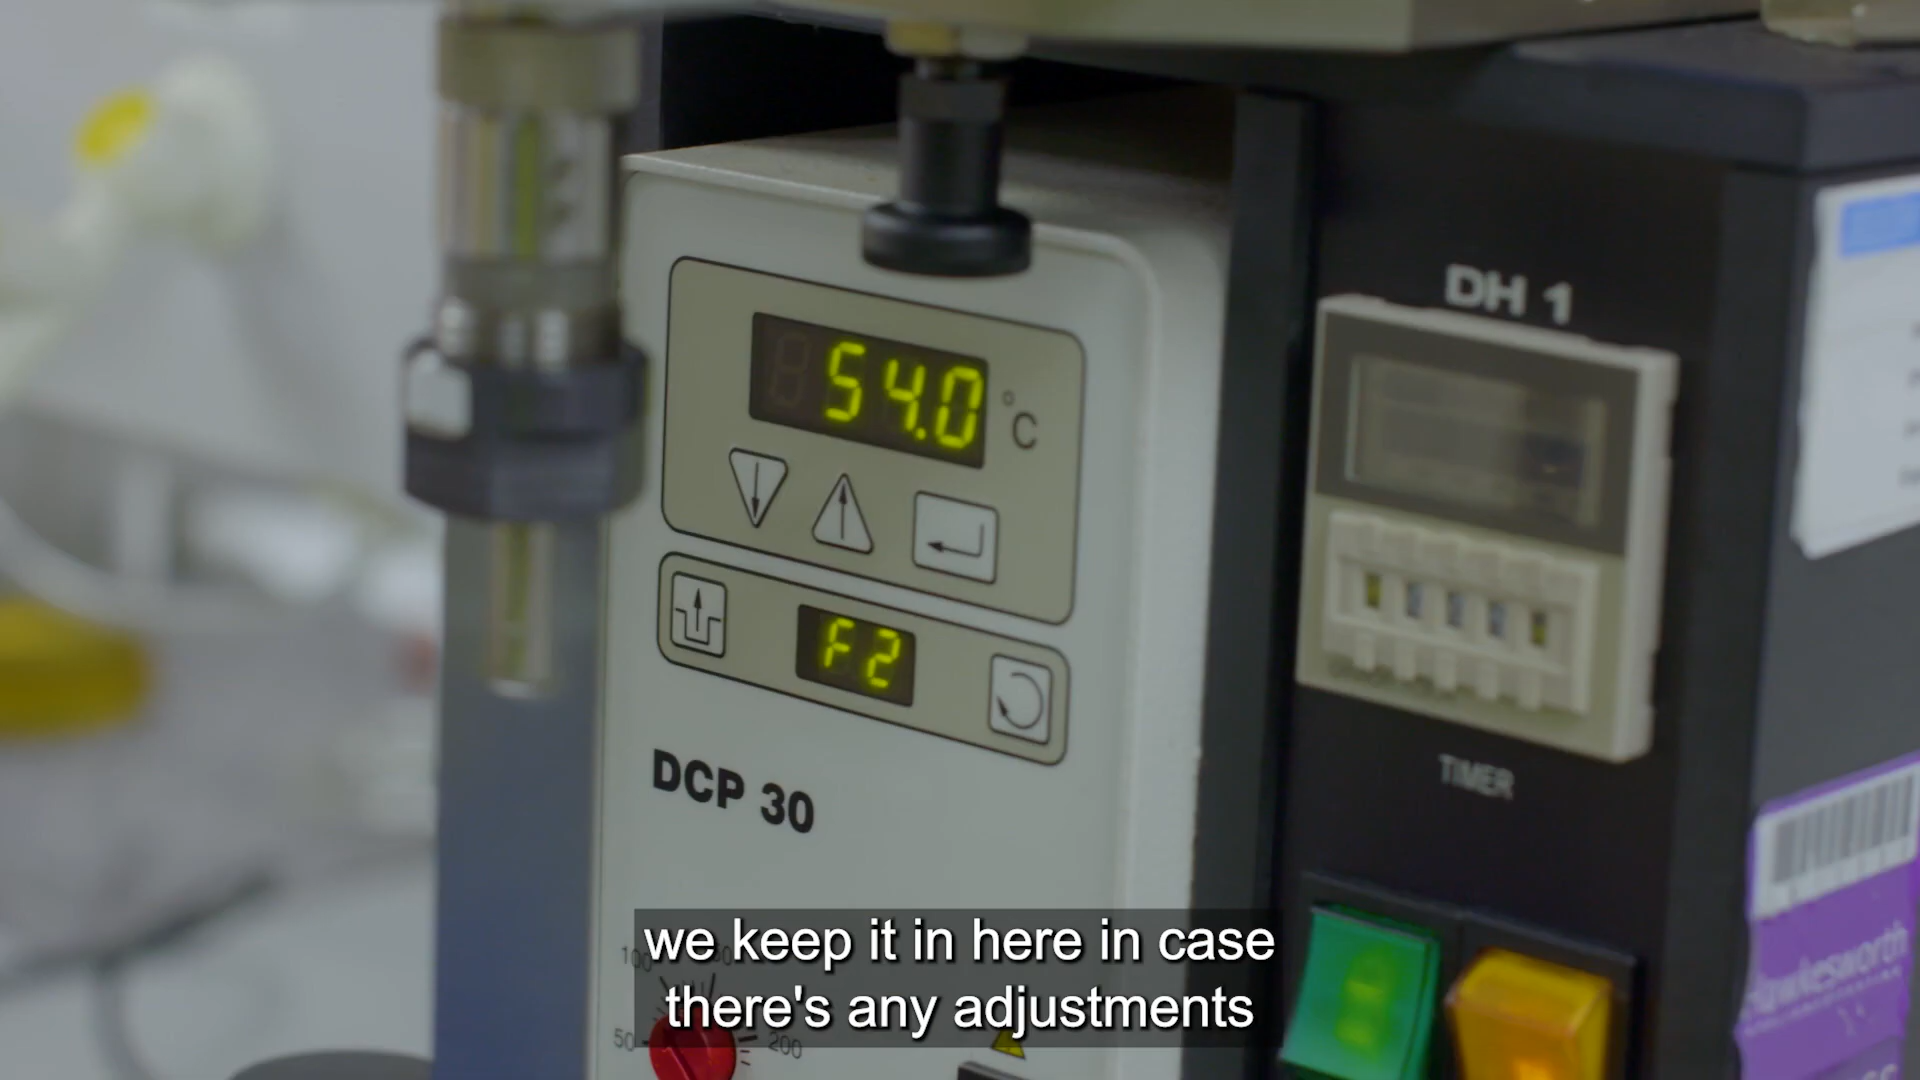 54.0
°C
F2
DCP 30
DH 1
TIMER
100
50
200
Hawkesworth
we keep it in here in case
there's any adjustments